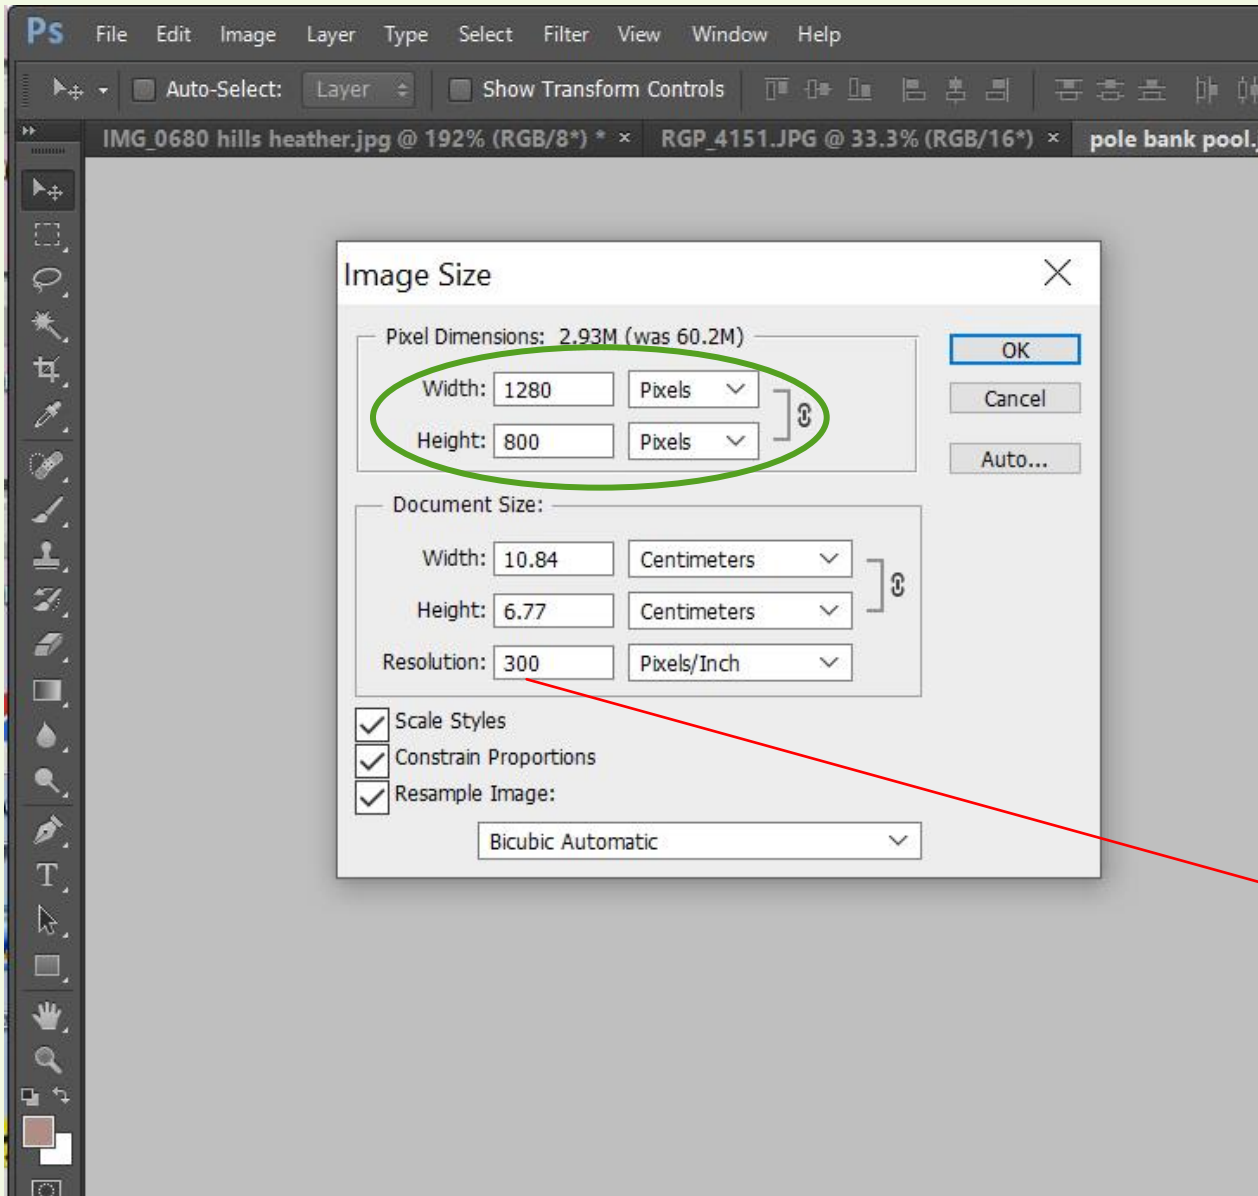 Ps File Edit Image Layer Type Select Filter View Window Help
Auto-Select: Layer Show Transform Controls
IMG_0680 hills heather.jpg @ 192% (RGB/8*) * × RGP_4151.JPG @ 33.3% (RGB/16*) × pole bank pool.
Image Size
Pixel Dimensions: 2.93M (was 60.2M)
OK
Width: 1280 Pixels
Cancel
Height: 800 Pixels
Auto...
Document Size:
Width: 10.84 Centimeters
Height: 6.77 Centimeters
Resolution: 300 Pixels/Inch
Scale Styles
Constrain Proportions
Resample Image:
Bicubic Automatic
T